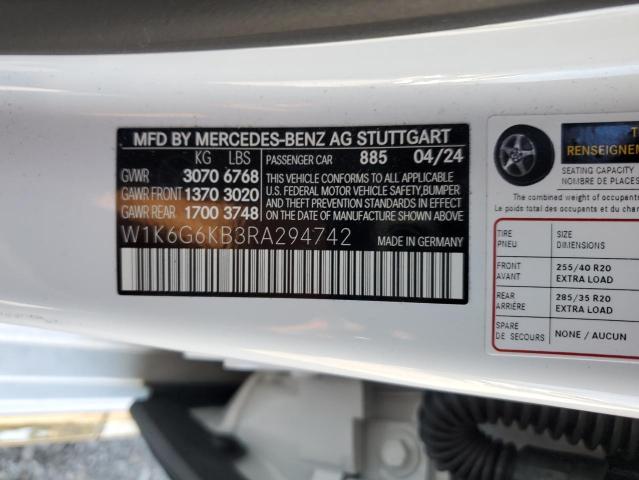 MFD BY MERCEDES-BENZ AG STUTTGART
KG LBS PASSENGER CAR 885 04/24
GVWR 3070 6768
GAWR FRONT 1370 3020
GAWR REAR 1700 3748
THIS VEHICLE CONFORMS TO ALL APPLICABLE
U.S. FEDERAL MOTOR VEHICLE SAFETY,BUMPER
AND THEFT PREVENTION STANDARDS
IN EFFECT ON THE DATE OF
MANUFACTURE SHOWN ABOVE.
W1K6G6KB3RA294742
MADE IN GERMANY
RENSEIGNEMENT
SEATING CAPACITY
NOMBRE DE PLACES
The combined weight of occupants
Le poids total des occupants et du
TIRE SIZE
PNEU DIMENSIONS
FRONT 255/40 R20
AVANT EXTRA LOAD
REAR 285/35 R20
ARRIÈRE EXTRA LOAD
SPARE NONE / AUCUN
DE SECOURS